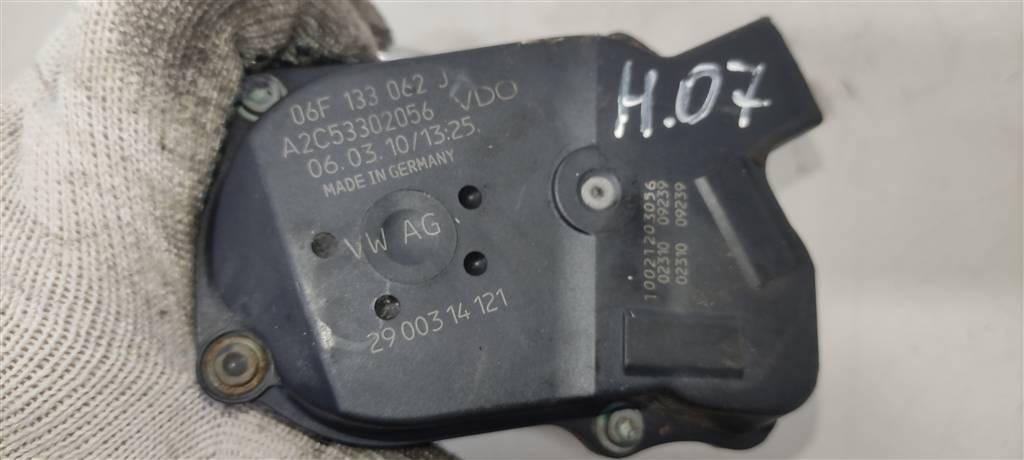 06F 133 062 J
A2C53302056 VDO
06.03.10/13:25.
MADE IN GERMANY
VW AG
29 003 14 121
H.07
10021203056
02310 09239
02310 09239